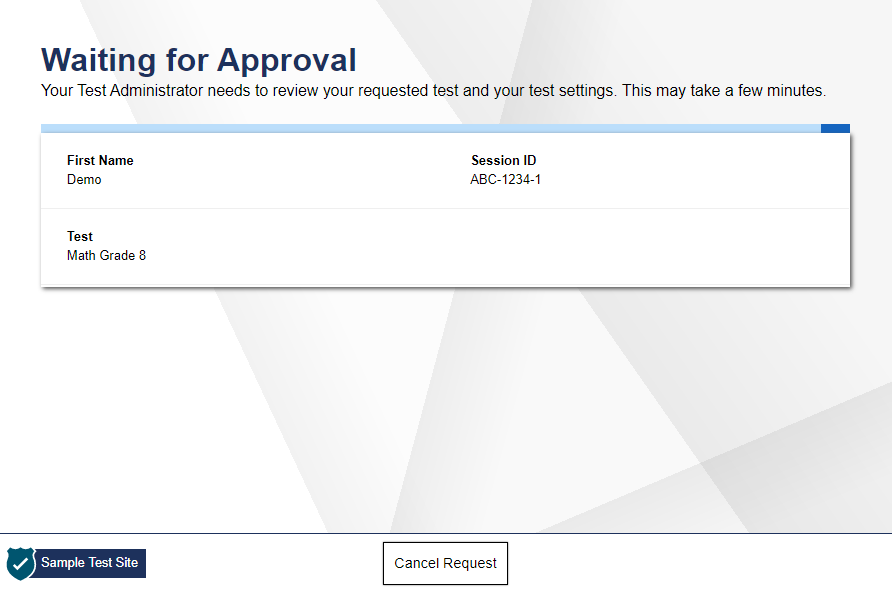 Waiting for Approval
Your Test Administrator needs to review your requested test and your test settings. This may take a few minutes.
First Name
Demo
Session ID
ABC-1234-1
Test
Math Grade 8
Sample Test Site
Cancel Request